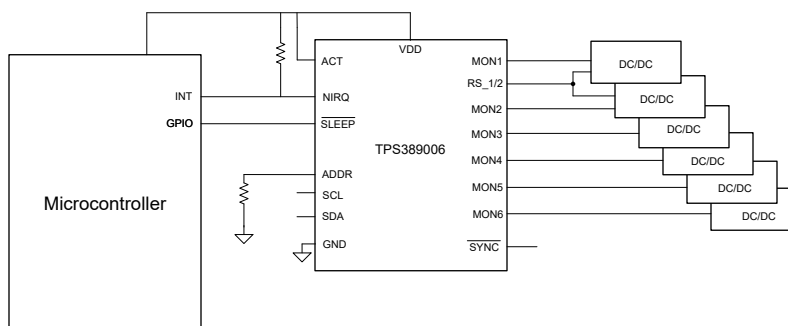 VDD
ACT
MON1
DC/DC
RS_1/2
INT
NIRQ
MON2
DC/DC
GPIO
SLEEP
MON3
DC/DC
TPS389006
MON4
DC/DC
ADDR
MON5
DC/DC
Microcontroller
SCL
SDA
MON6
DC/DC
GND
SYNC